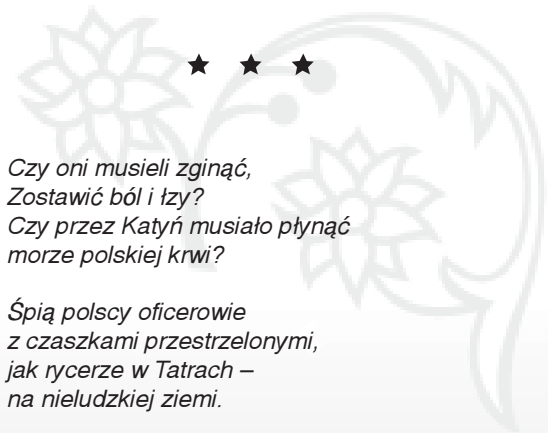 ★ ★ ★
Czy oni musieli zginąć,
Zostawić ból i łzy?
Czy przez Katyń musiało płynąć
morze polskiej krwi?
Śpią polscy oficerowie
z czaszkami przestrzelonymi,
jak rycerze w Tatrach –
na nieludzkiej ziemi.